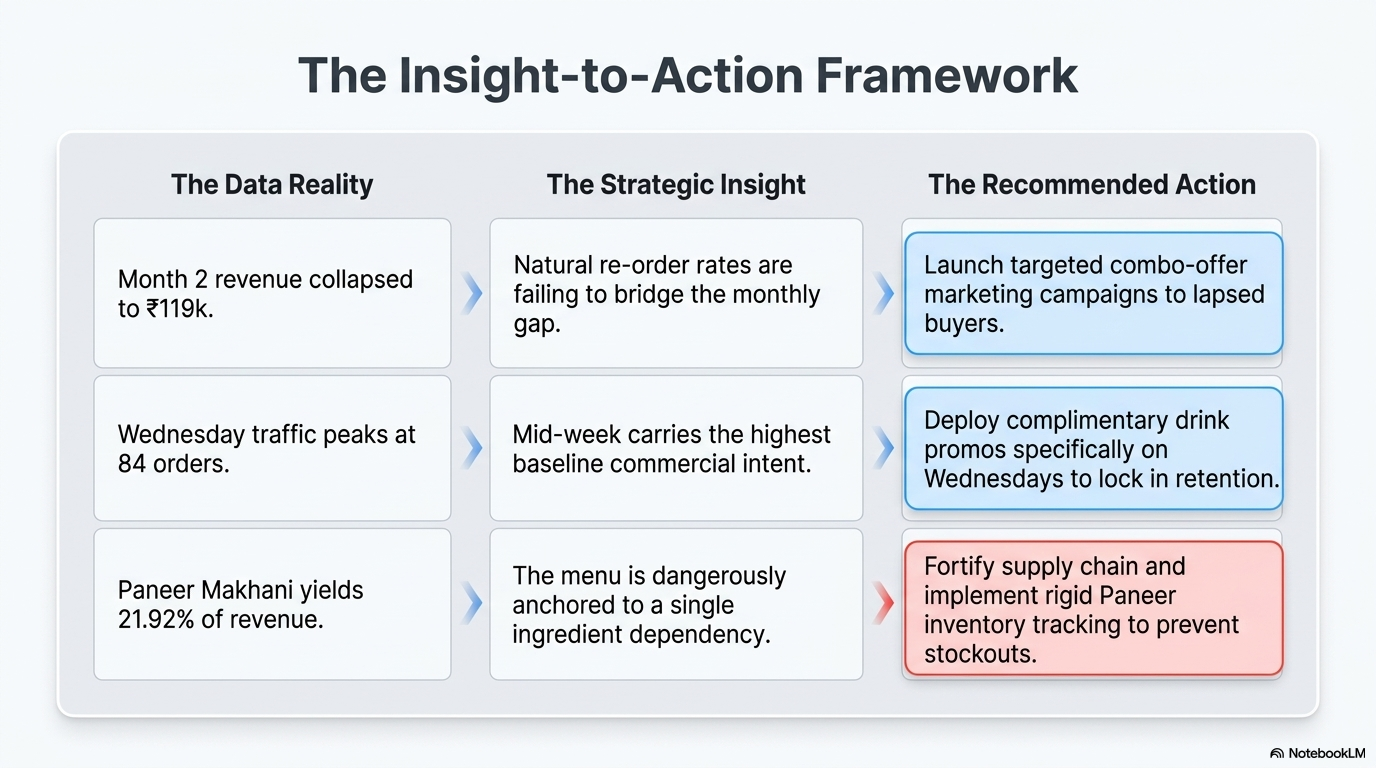 The Insight-to-Action Framework
The Data Reality
The Strategic Insight
The Recommended Action
Month 2 revenue collapsed
to ₹119k.
Natural re-order rates are
failing to bridge the monthly
gap.
Launch targeted combo-offer
marketing campaigns to lapsed
buyers.
Wednesday traffic peaks at
84 orders.
Mid-week carries the highest
baseline commercial intent.
Deploy complimentary drink
promos specifically on
Wednesdays to lock in retention.
Paneer Makhani yields
21.92% of revenue.
The menu is dangerously
anchored to a single
ingredient dependency.
Fortify supply chain and
implement rigid Paneer
inventory tracking to prevent
stockouts.
NotebookLM